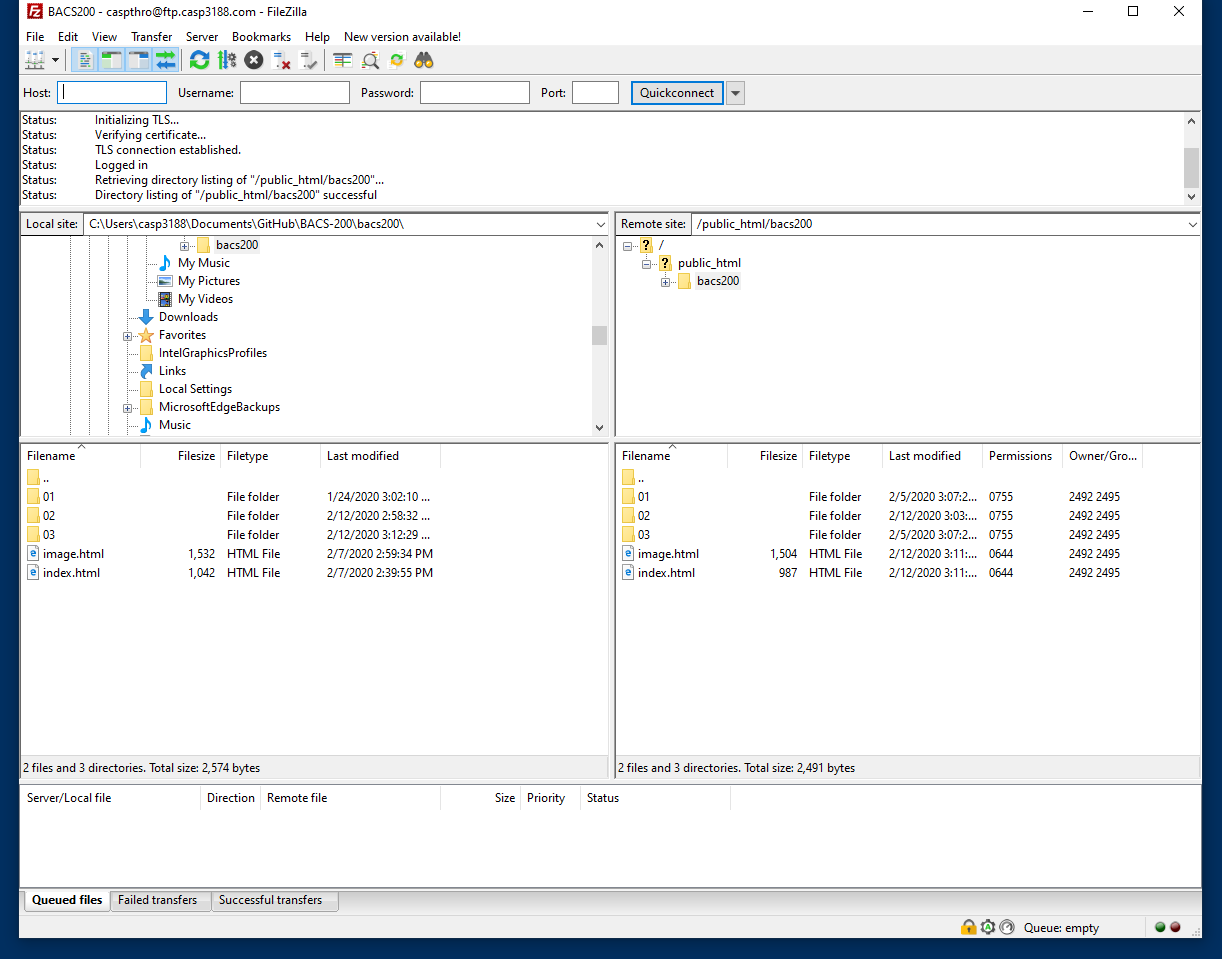 BACS200 - caspthro@ftp.casp3188.com - FileZilla
File Edit View Transfer Server Bookmarks Help New version available!
Host: Username: Password: Port: Quickconnect
Status: Initializing TLS...
Status: Verifying certificate...
Status: TLS connection established.
Status: Logged in
Status: Retrieving directory listing of "/public_html/bacs200"...
Status: Directory listing of "/public_html/bacs200" successful
Local site: C:\Users\casp3188\Documents\GitHub\BACS-200\bacs200\
bacs200
My Music
My Pictures
My Videos
Downloads
Favorites
IntelGraphicsProfiles
Links
Local Settings
MicrosoftEdgeBackups
Music
Remote site: /public_html/bacs200
/
public_html
bacs200
Filename Filesize Filetype Last modified
..
01 File folder 1/24/2020 3:02:10 ...
02 File folder 2/12/2020 2:58:32 ...
03 File folder 2/12/2020 3:12:29 ...
image.html 1,532 HTML File 2/7/2020 2:59:34 PM
index.html 1,042 HTML File 2/7/2020 2:39:55 PM
2 files and 3 directories. Total size: 2,574 bytes
Filename Filesize Filetype Last modified Permissions Owner/Gro...
..
01 File folder 2/5/2020 3:07:2... 0755 2492 2495
02 File folder 2/12/2020 3:03:... 0755 2492 2495
03 File folder 2/5/2020 3:07:2... 0755 2492 2495
image.html 1,504 HTML File 2/12/2020 3:11:... 0644 2492 2495
index.html 987 HTML File 2/12/2020 3:11:... 0644 2492 2495
2 files and 3 directories. Total size: 2,491 bytes
Server/Local file Direction Remote file Size Priority Status
Queued files Failed transfers Successful transfers
Queue: empty